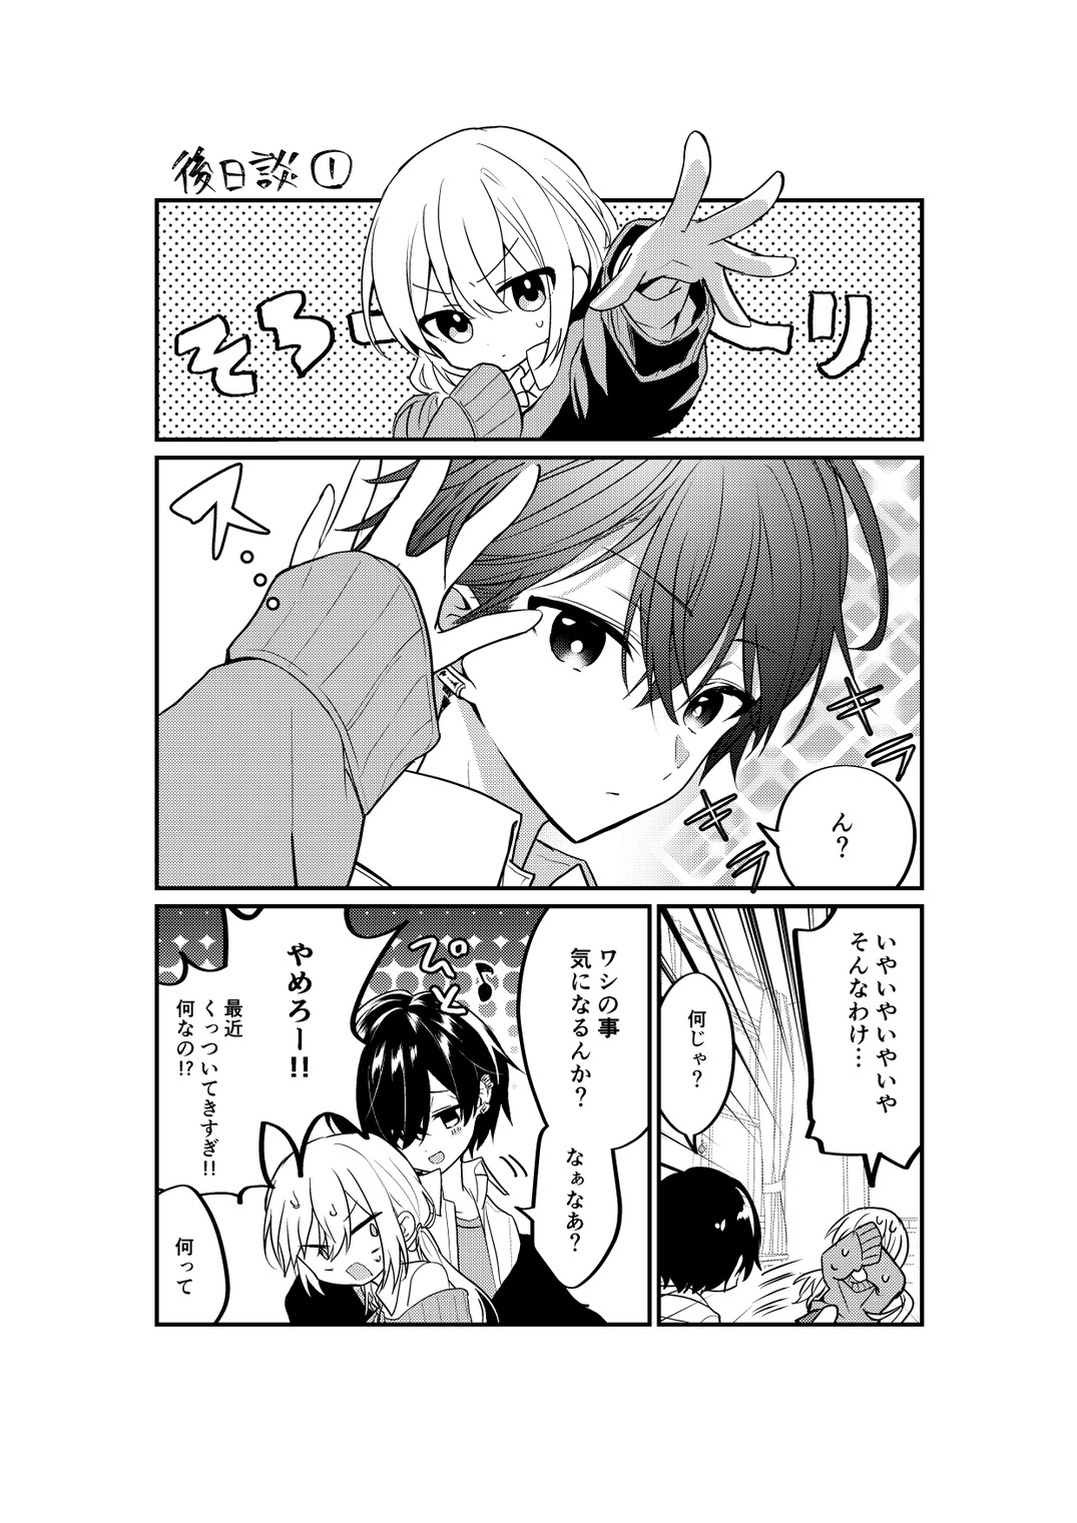 後日談①
そろーーリ
ス。。。
キラ
キラ
ん?
いやいやいやいや
そんなわけ…
何じゃ?
ワシの事
気になるんか?
なぁなあ?
ぴと♪
やめろー!!
最近
くっついてきすぎ!!
何なの!?
何って